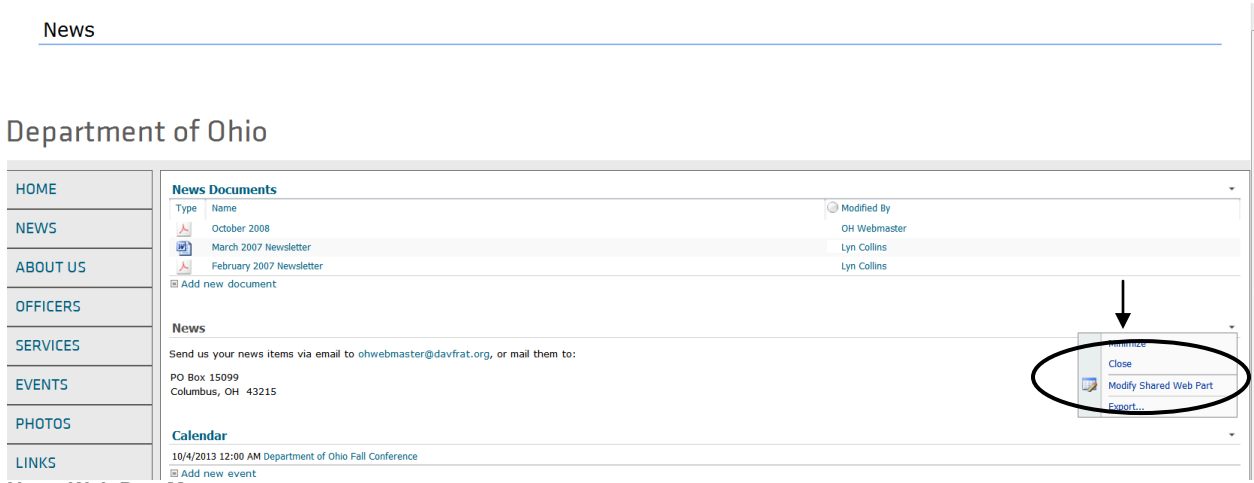 News
Department of Ohio
HOME
NEWS
ABOUT US
OFFICERS
SERVICES
EVENTS
PHOTOS
LINKS
News Documents
Type Name Modified By
October 2008 OH Webmaster
March 2007 Newsletter Lyn Collins
February 2007 Newsletter Lyn Collins
Add new document
News
Send us your news items via email to ohwebmaster@davfrat.org, or mail them to:
PO Box 15099
Columbus, OH 43215
Minimize
Close
Modify Shared Web Part
Export...
Calendar
10/4/2013 12:00 AM Department of Ohio Fall Conference
Add new event